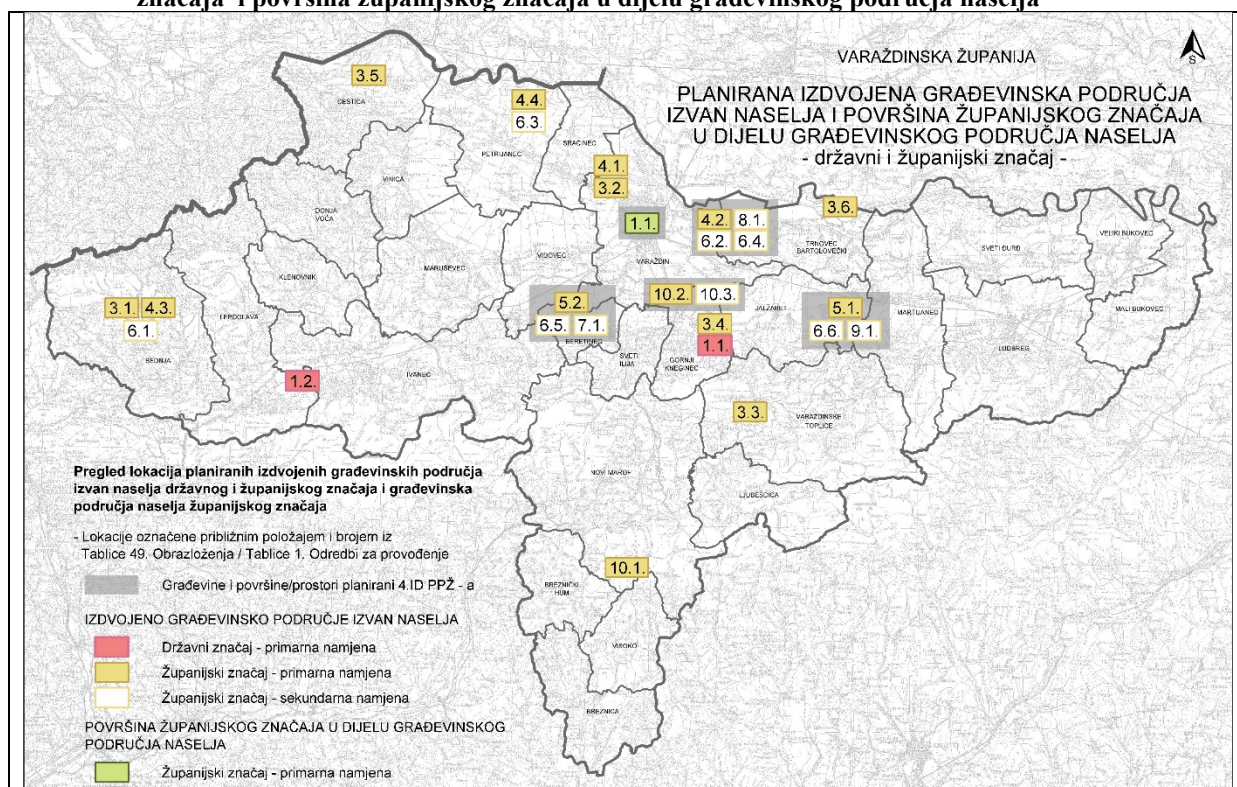 značaja i površina županijskog značaja u dijelu građevinskog područja naselja
VARAŽDINSKA ŽUPANIJA
S
PLANIRANA IZDVOJENA GRAĐEVINSKA PODRUČJA
IZVAN NASELJA I POVRŠINA ŽUPANIJSKOG ZNAČAJA
U DIJELU GRAĐEVINSKOG PODRUČJA NASELJA
- državni i županijski značaj -
3.5.
CESTICA
4.4.
6.3.
PETRIJANEC
SRAČINEC
4.1.
3.2.
VINICA
DONJA
VOĆA
1.1.
4.2. 8.1.
6.2. 6.4.
3.6.
TRNOVEC
BARTOLOVEČKI
SVETI ĐURĐ
VELIKI BUKOVEC
VIDOVEC
VARAŽDIN
MARUŠEVEC
KLENOVNIK
10.2. 10.3.
5.2.
6.5. 7.1.
BERETINEC
3.1. 4.3.
6.1.
BEDNJA
LEPOGLAVA
JALŽABET
5.1.
6.6. 9.1.
MARTIJANEC
MALI BUKOVEC
3.4.
1.1.
SVETI
ILIJA
GORNJI
KNEGINEC
LUDBREG
1.2.
IVANEC
3.3.
VARAŽDINSKE
TOPLICE
NOVI MAROF
LJUBEŠĆICA
Pregled lokacija planiranih izdvojenih građevinskih područja
izvan naselja državnog i županijskog značaja i građevinska
područja naselja županijskog značaja
- Lokacije označene približnim položajem i brojem iz
Tablice 49. Obrazloženja / Tablice 1. Odredbi za provođenje
Građevine i površine/prostori planirani 4.ID PPŽ - a
10.1.
BREZNIČKI
HUM
VISOKO
BREZNICA
IZDVOJENO GRAĐEVINSKO PODRUČJE IZVAN NASELJA
Državni značaj - primarna namjena
Županijski značaj - primarna namjena
Županijski značaj - sekundarna namjena
POVRŠINA ŽUPANIJSKOG ZNAČAJA U DIJELU GRAĐEVINSKOG
PODRUČJA NASELJA
Županijski značaj - primarna namjena